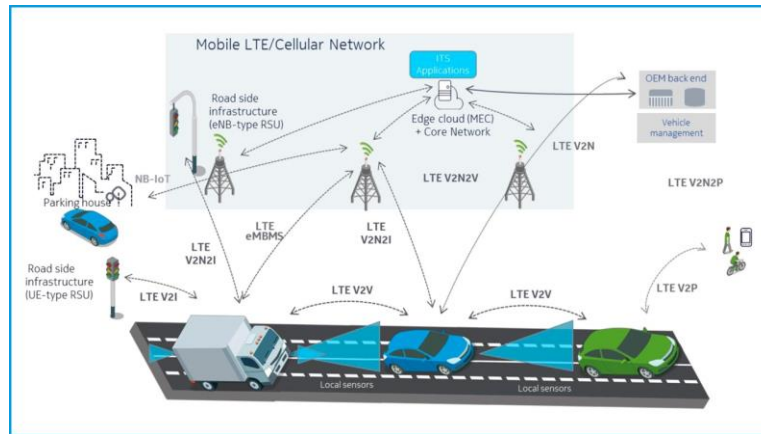 Mobile LTE/Cellular Network
ITS
Applications
OEM back end
Road side
infrastructure
(eNB-type RSU)
Edge cloud (MEC)
+ Core Network
Vehicle
management
LTE V2N
NB-IoT
LTE V2N2V
LTE V2N2P
Parking house
LTE
V2N2I
LTE
eMBMS
LTE
V2N2I
Road side
infrastructure
(UE-type RSU)
LTE V2I
LTE V2V
LTE V2V
LTE V2P
Local sensors
Local sensors